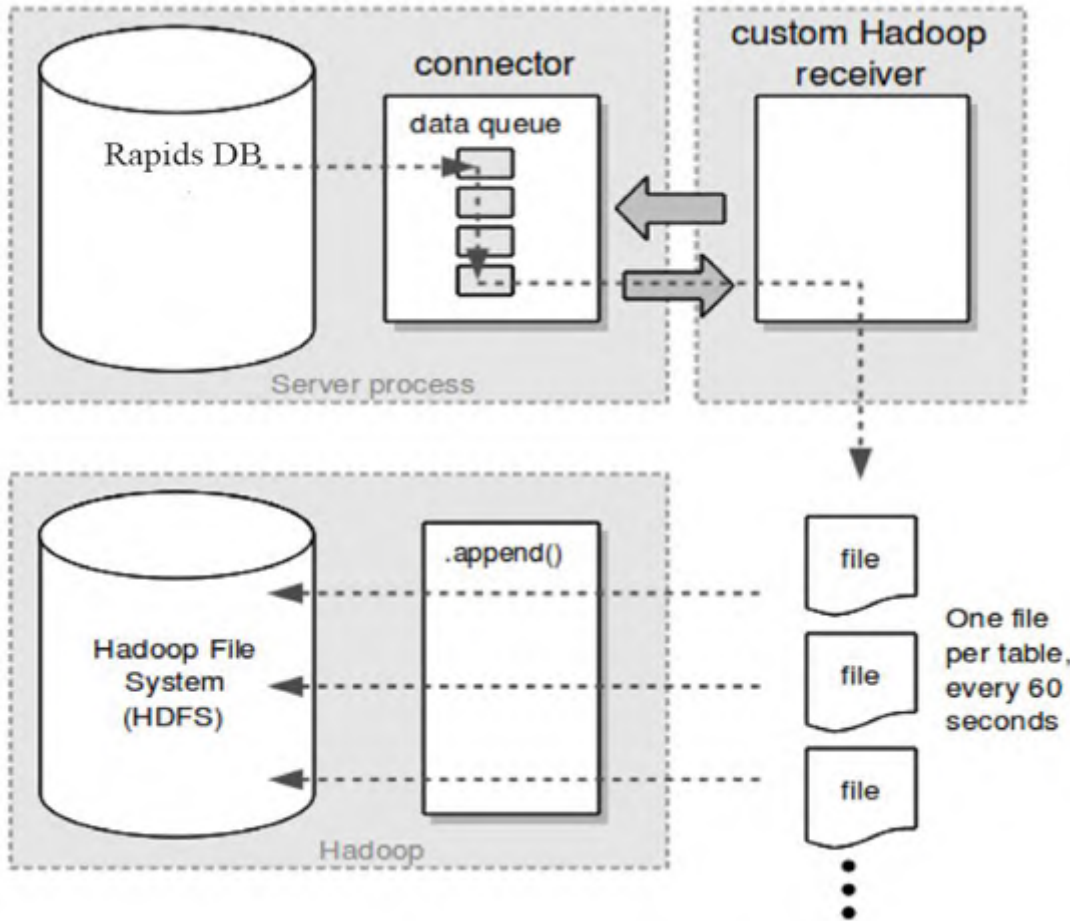 connector
custom Hadoop
receiver
data queue
Rapids DB
Server process
.append()
Hadoop File
System
(HDFS)
Hadoop
file
file
file
One file
per table,
every 60
seconds